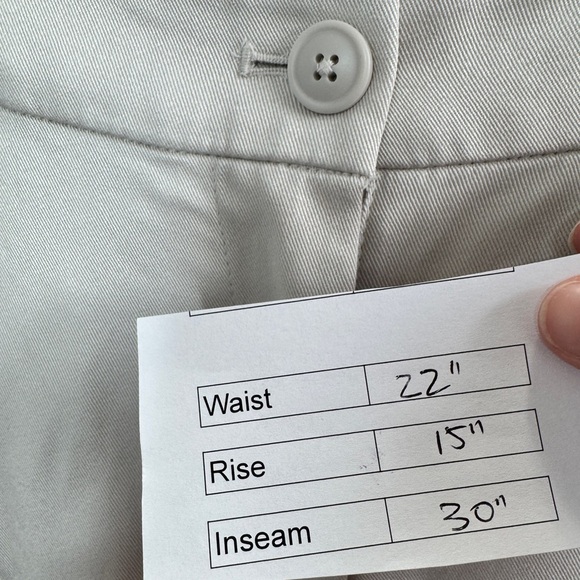 Waist 22"
Rise 15"
Inseam 30"